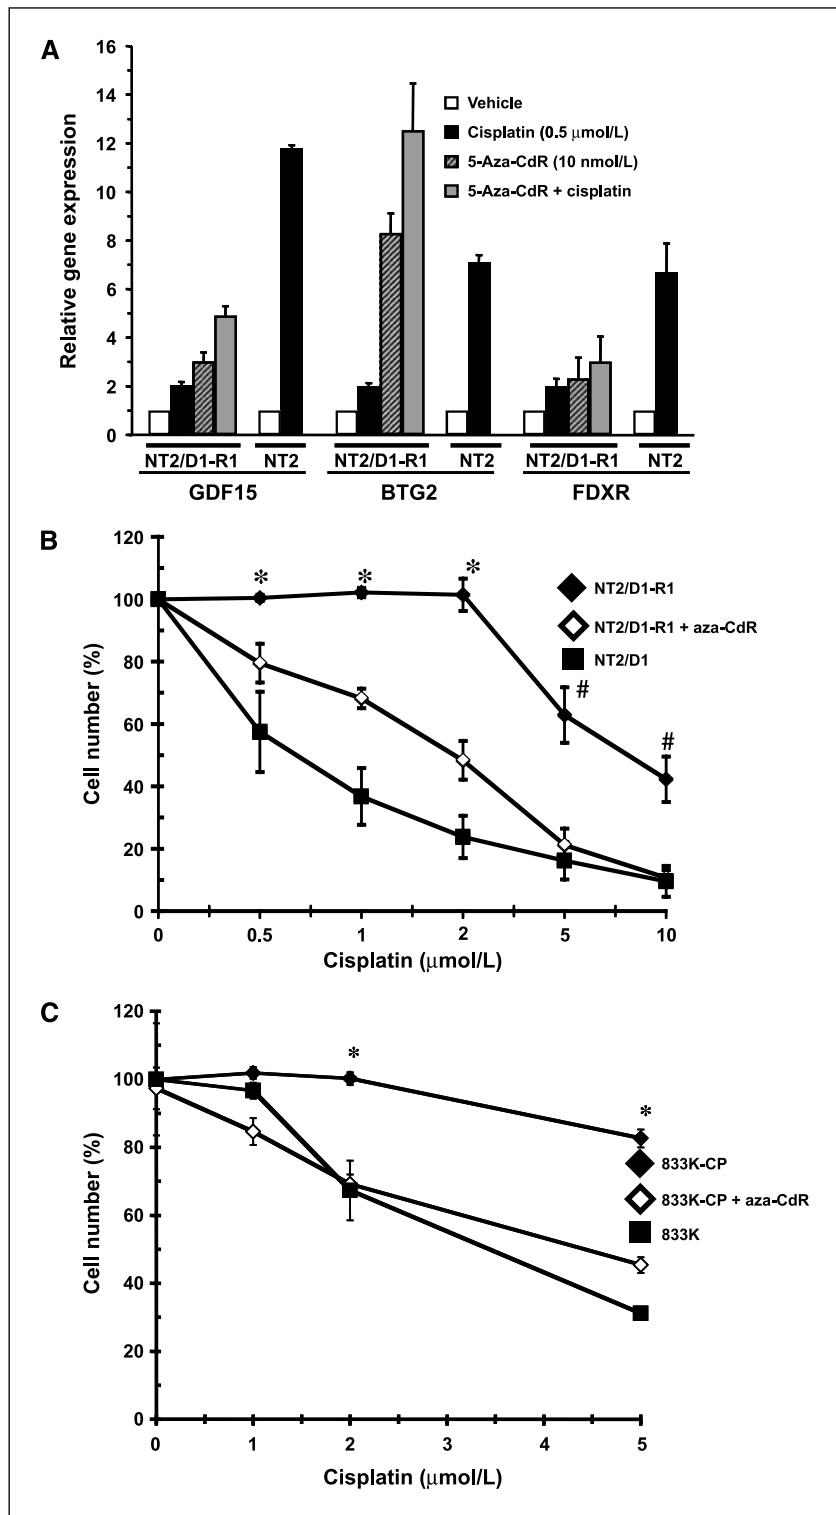 A
16
14
12
10
8
6
4
2
0
Relative gene expression
Vehicle
Cisplatin (0.5 μmol/L)
5-Aza-CdR (10 nmol/L)
5-Aza-CdR + cisplatin
NT2/D1-R1 NT2 NT2/D1-R1 NT2 NT2/D1-R1 NT2
GDF15 BTG2 FDXR
B
120
100
80
60
40
20
0
Cell number (%)
* * *
# #
NT2/D1-R1
NT2/D1-R1 + aza-CdR
NT2/D1
0 0.5 1 2 5 10
Cisplatin (μmol/L)
C
120
100
80
60
40
20
0
Cell number (%)
* *
833K-CP
833K-CP + aza-CdR
833K
0 1 2 3 4 5
Cisplatin (μmol/L)